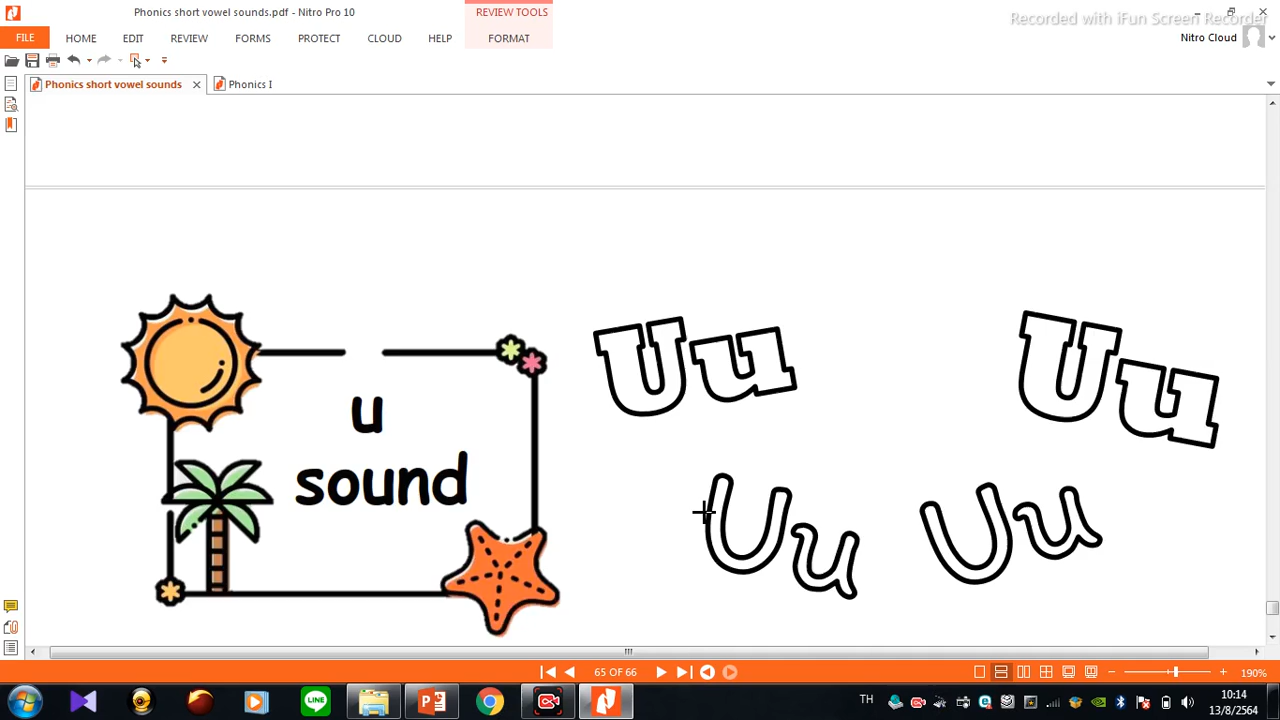 Phonics short vowel sounds.pdf - Nitro Pro 10
REVIEW TOOLS
Recorded with iFun Screen Recorder
FILE
HOME
EDIT
REVIEW
FORMS
PROTECT
CLOUD
HELP
FORMAT
Nitro Cloud
Phonics short vowel sounds
Phonics I
u
sound
Uu
Uu
Uu
Uu
65 OF 66
190%
LINE
TH
10:14
13/8/2564